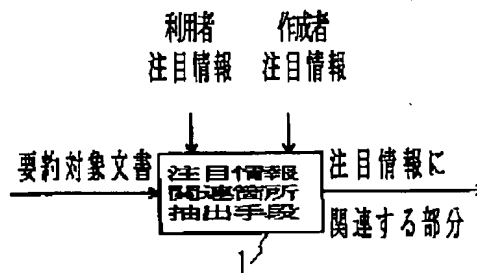 利用者
注目情報
作成者
注目情報
要約対象文書
注目情報
関連箇所
抽出手段
注目情報に
関連する部分
1